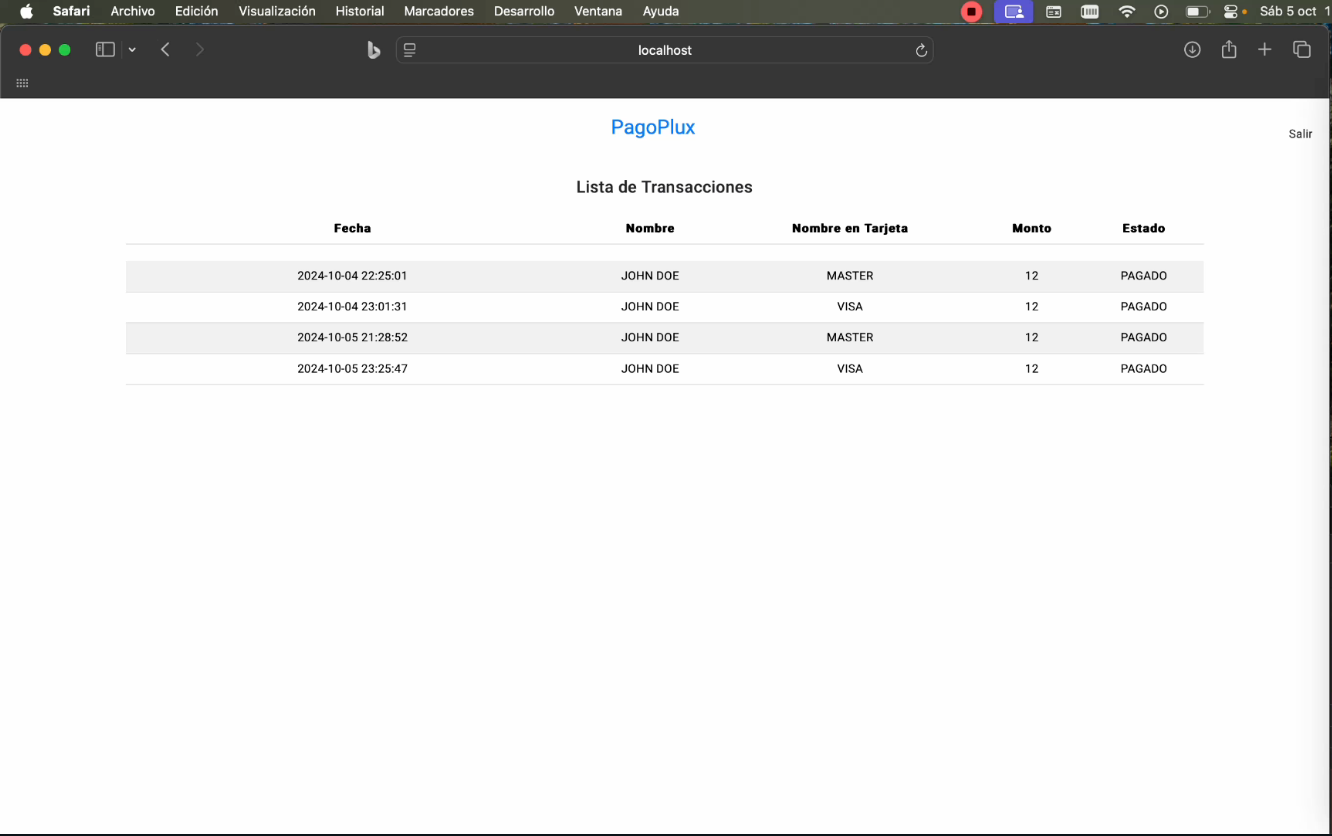 Safari Archivo Edición Visualización Historial Marcadores Desarrollo Ventana Ayuda Sáb 5 oct 1
localhost
PagoPlux
Salir
Lista de Transacciones
Fecha Nombre Nombre en Tarjeta Monto Estado
2024-10-04 22:25:01 JOHN DOE MASTER 12 PAGADO
2024-10-04 23:01:31 JOHN DOE VISA 12 PAGADO
2024-10-05 21:28:52 JOHN DOE MASTER 12 PAGADO
2024-10-05 23:25:47 JOHN DOE VISA 12 PAGADO